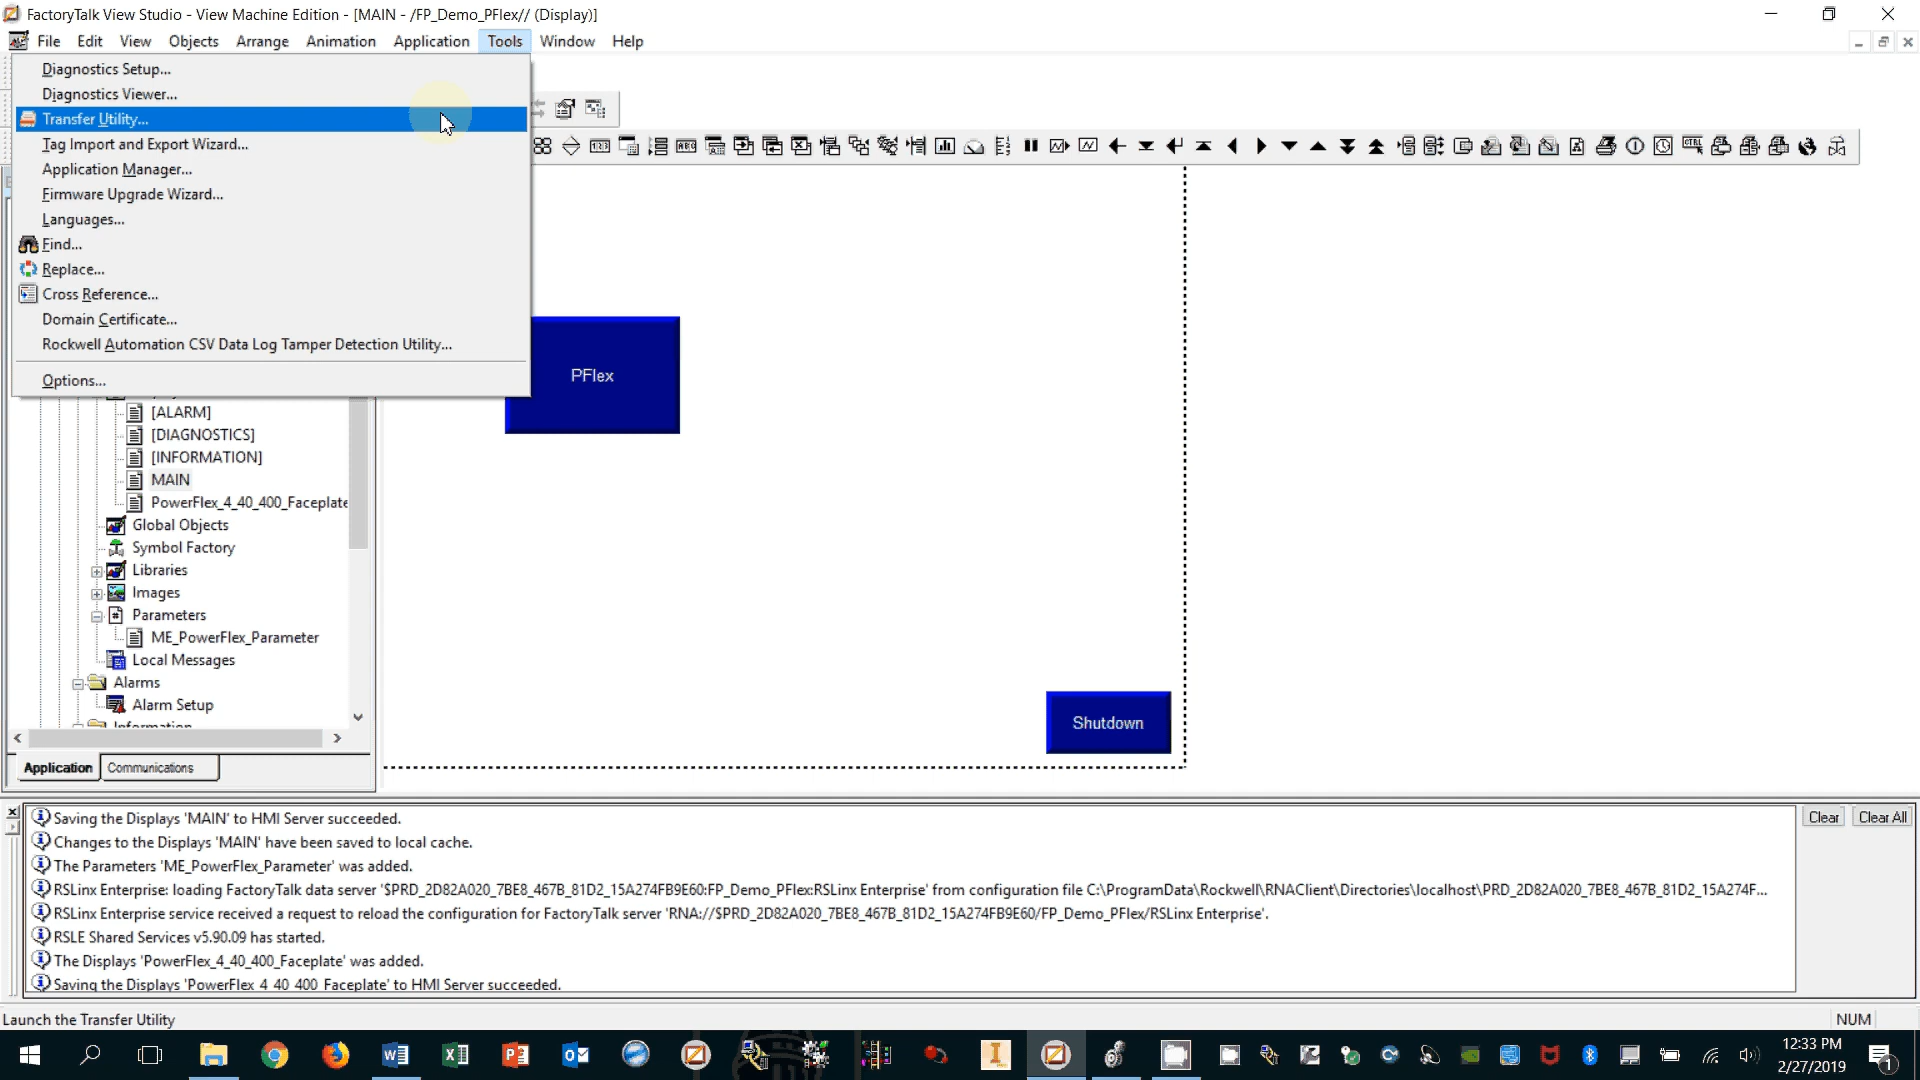 FactoryTalk View Studio - View Machine Edition - [MAIN - /FP_Demo_PFlex// (Display)]
File Edit View Objects Arrange Animation Application Tools Window Help
Diagnostics Setup...
Diagnostics Viewer...
Transfer Utility...
Tag Import and Export Wizard...
Application Manager...
Firmware Upgrade Wizard...
Languages...
Find...
Replace...
Cross Reference...
Domain Certificate...
Rockwell Automation CSV Data Log Tamper Detection Utility...
Options...
PFlex
[ALARM]
[DIAGNOSTICS]
[INFORMATION]
MAIN
PowerFlex_4_40_400_Faceplate
Global Objects
Symbol Factory
Libraries
Images
Parameters
ME_PowerFlex_Parameter
Local Messages
Alarms
Alarm Setup
Information
Shutdown
Application Communications
Saving the Displays 'MAIN' to HMI Server succeeded.
Changes to the Displays 'MAIN' have been saved to local cache.
The Parameters 'ME_PowerFlex_Parameter' was added.
RSLinx Enterprise: loading FactoryTalk data server '$PRD_2D82A020_7BE8_467B_81D2_15A274FB9E60:FP_Demo_PFlex:RSLinx Enterprise' from configuration file C:\ProgramData\Rockwell\RNAClient\Directories\localhost\PRD_2D82A020_7BE8_467B_81D2_15A274F...
RSLinx Enterprise service received a request to reload the configuration for FactoryTalk server 'RNA://$PRD_2D82A020_7BE8_467B_81D2_15A274FB9E60/FP_Demo_PFlex/RSLinx Enterprise'.
RSLE Shared Services v5.90.09 has started.
The Displays 'PowerFlex_4_40_400_Faceplate' was added.
Saving the Displays 'PowerFlex_4_40_400_Faceplate' to HMI Server succeeded.
Clear Clear All
Launch the Transfer Utility
NUM
12:33 PM
2/27/2019